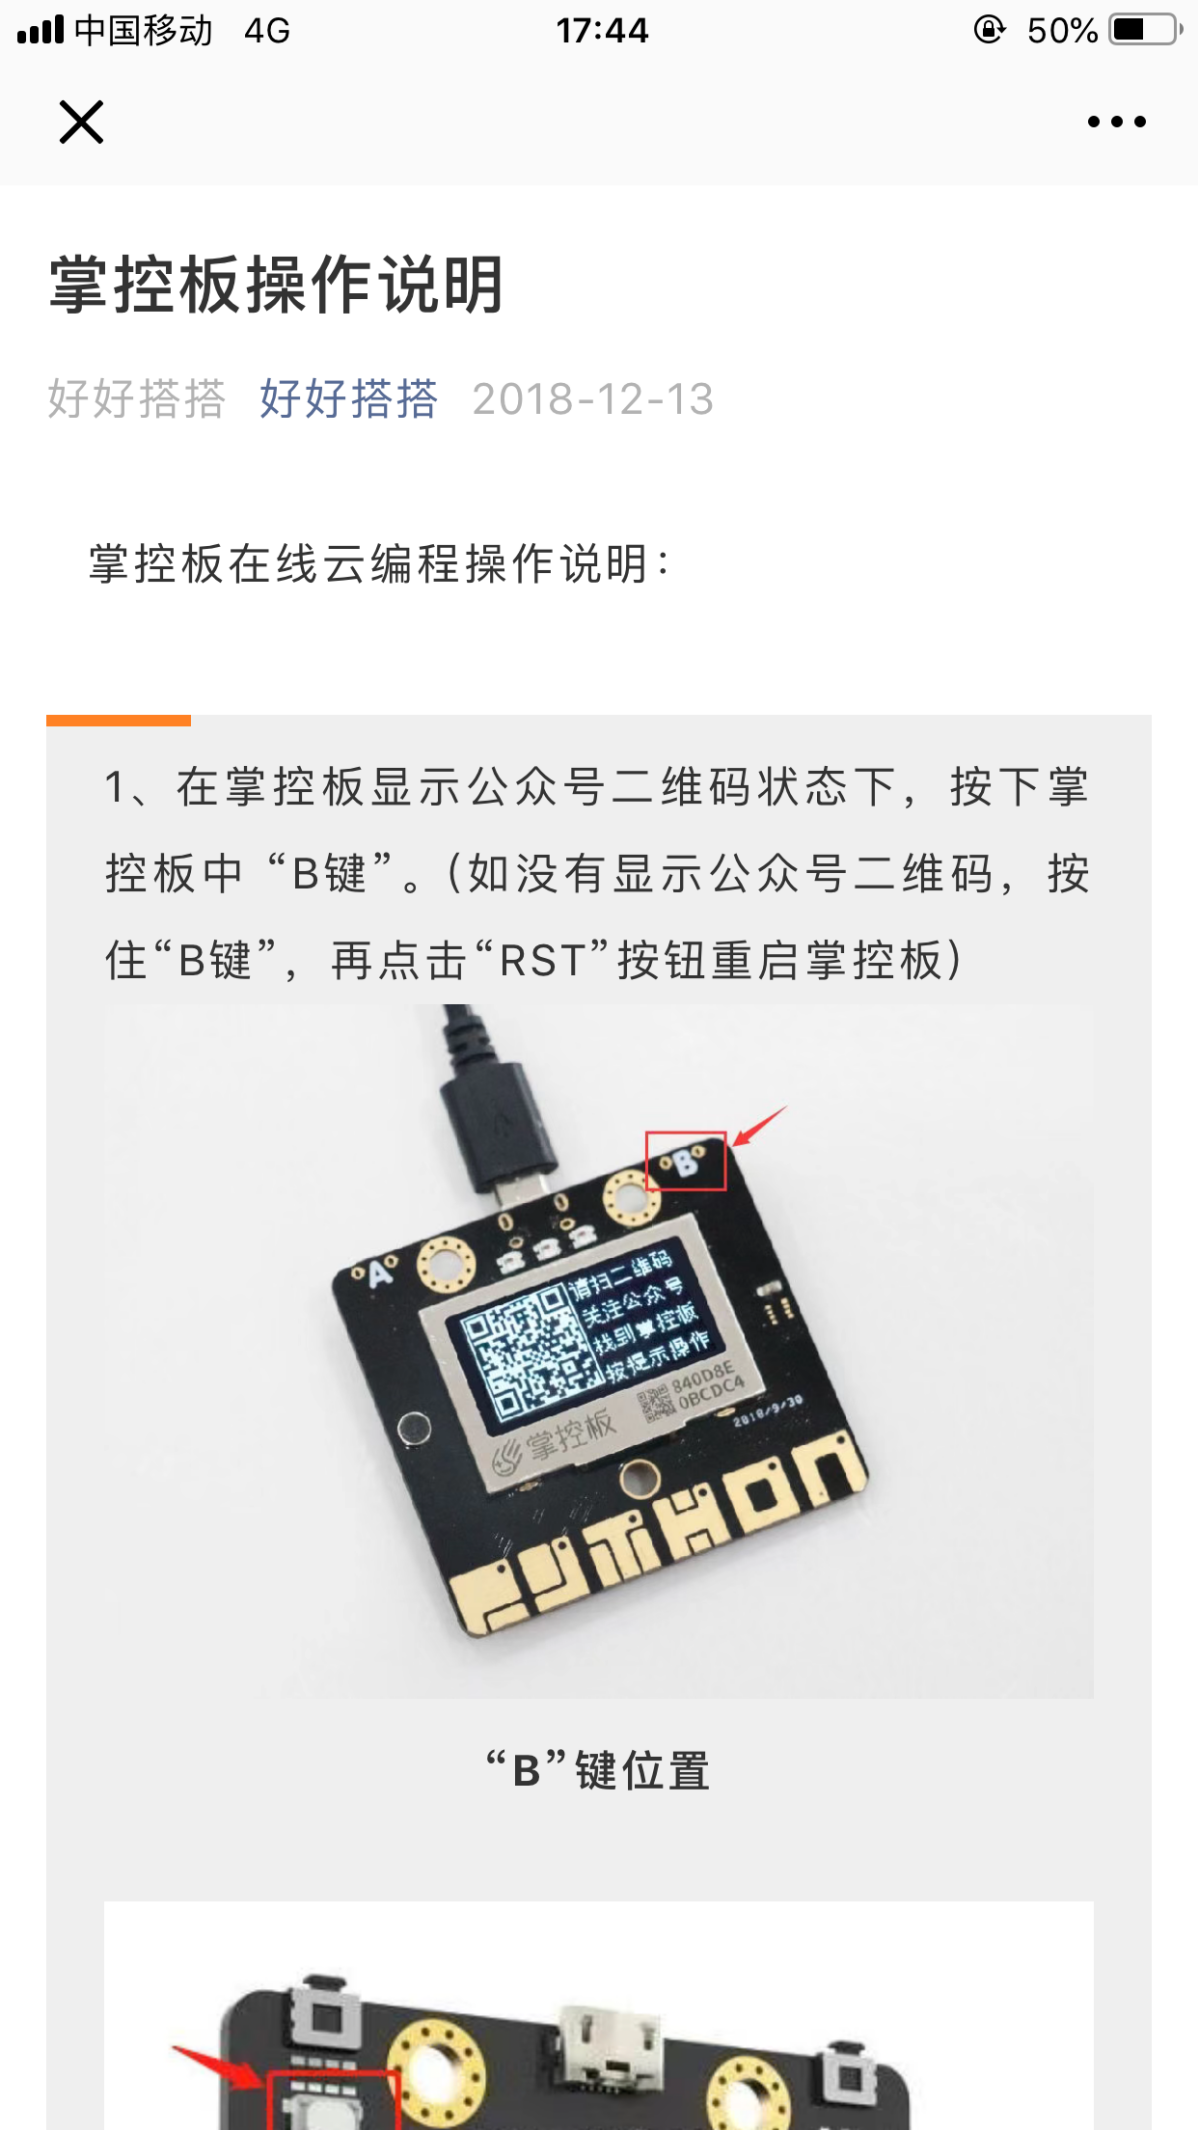 中国移动 4G 17:44 50%
掌控板操作说明
好好搭搭 好好搭搭 2018-12-13
掌控板在线云编程操作说明：
1、在掌控板显示公众号二维码状态下，按下掌
控板中 “B键”。（如没有显示公众号二维码，按
住“B键”，再点击“RST”按钮重启掌控板）
B
A
请扫二维码
关注公众号
找到掌控板
按提示操作
840D8E
0BCDC4
掌控板
2018/9/30
PYTHON
“B”键位置